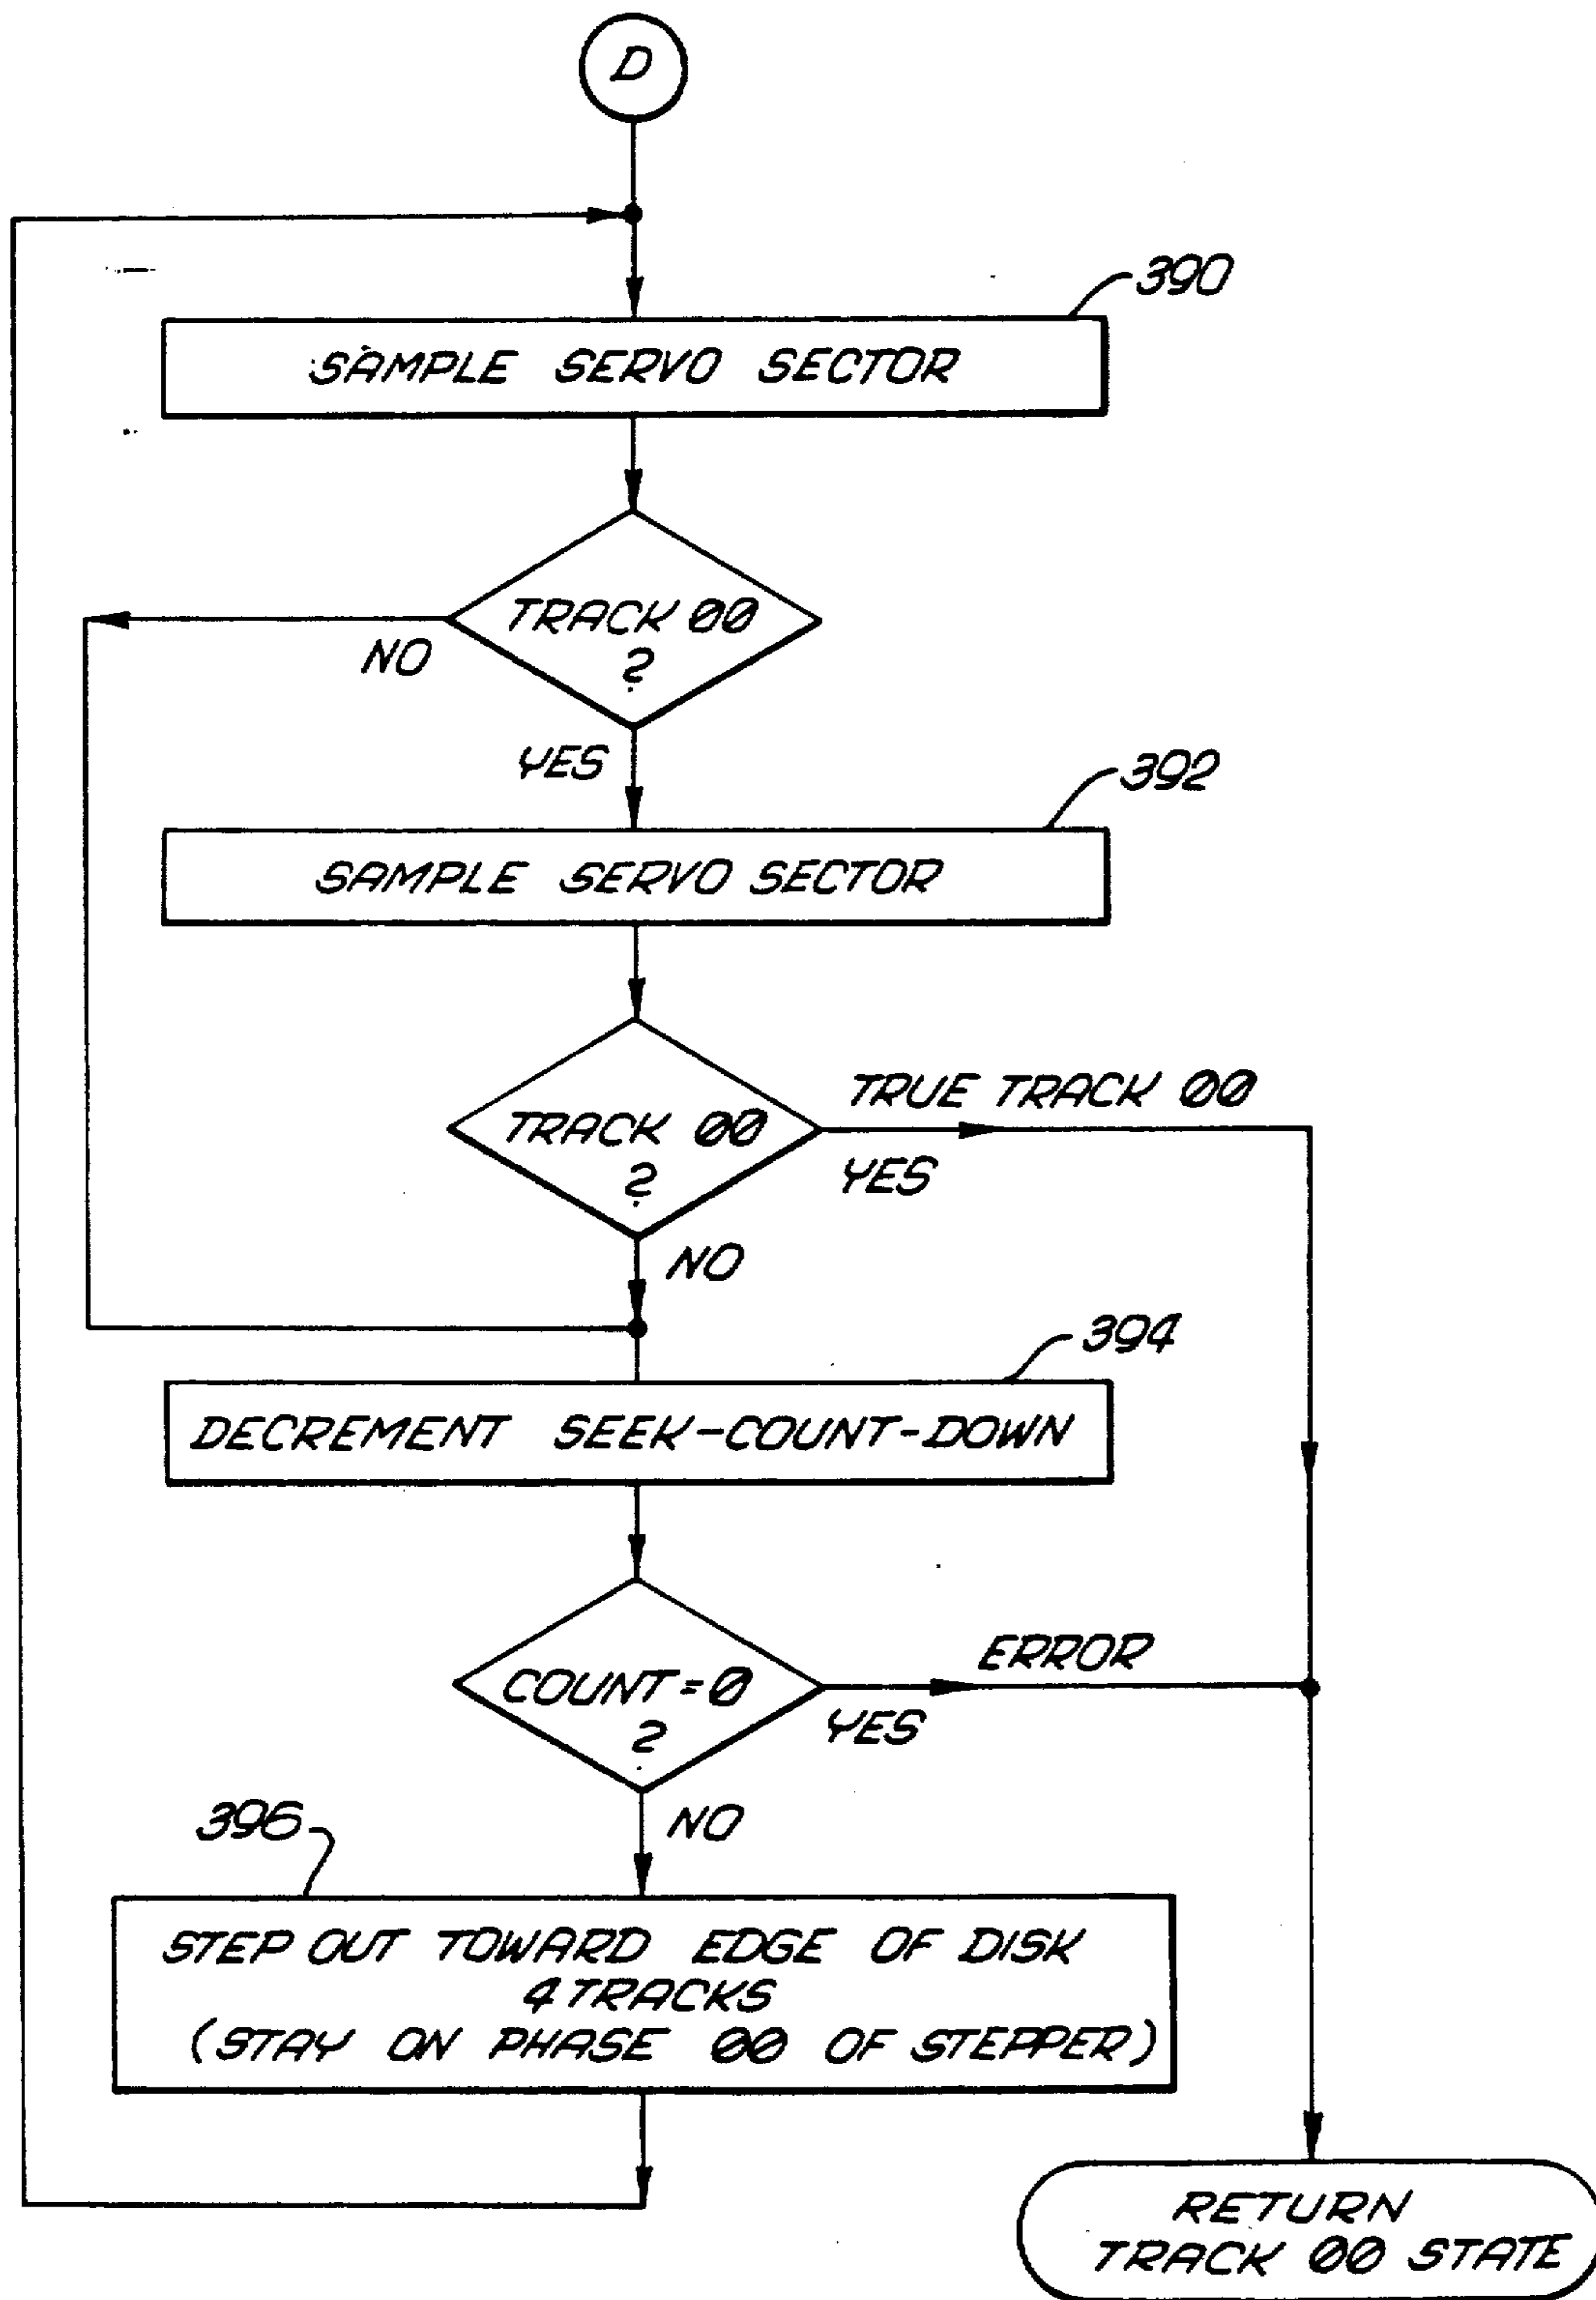 D
390
SAMPLE SERVO SECTOR
TRACK 00
?
NO
YES
392
SAMPLE SERVO SECTOR
TRUE TRACK 00
TRACK 00
?
YES
NO
394
DECREMENT SEEK-COUNT-DOWN
ERROR
COUNT = 0
?
YES
396
NO
STEP OUT TOWARD EDGE OF DISK
4 TRACKS
(STAY ON PHASE 00 OF STEPPER)
RETURN
TRACK 00 STATE